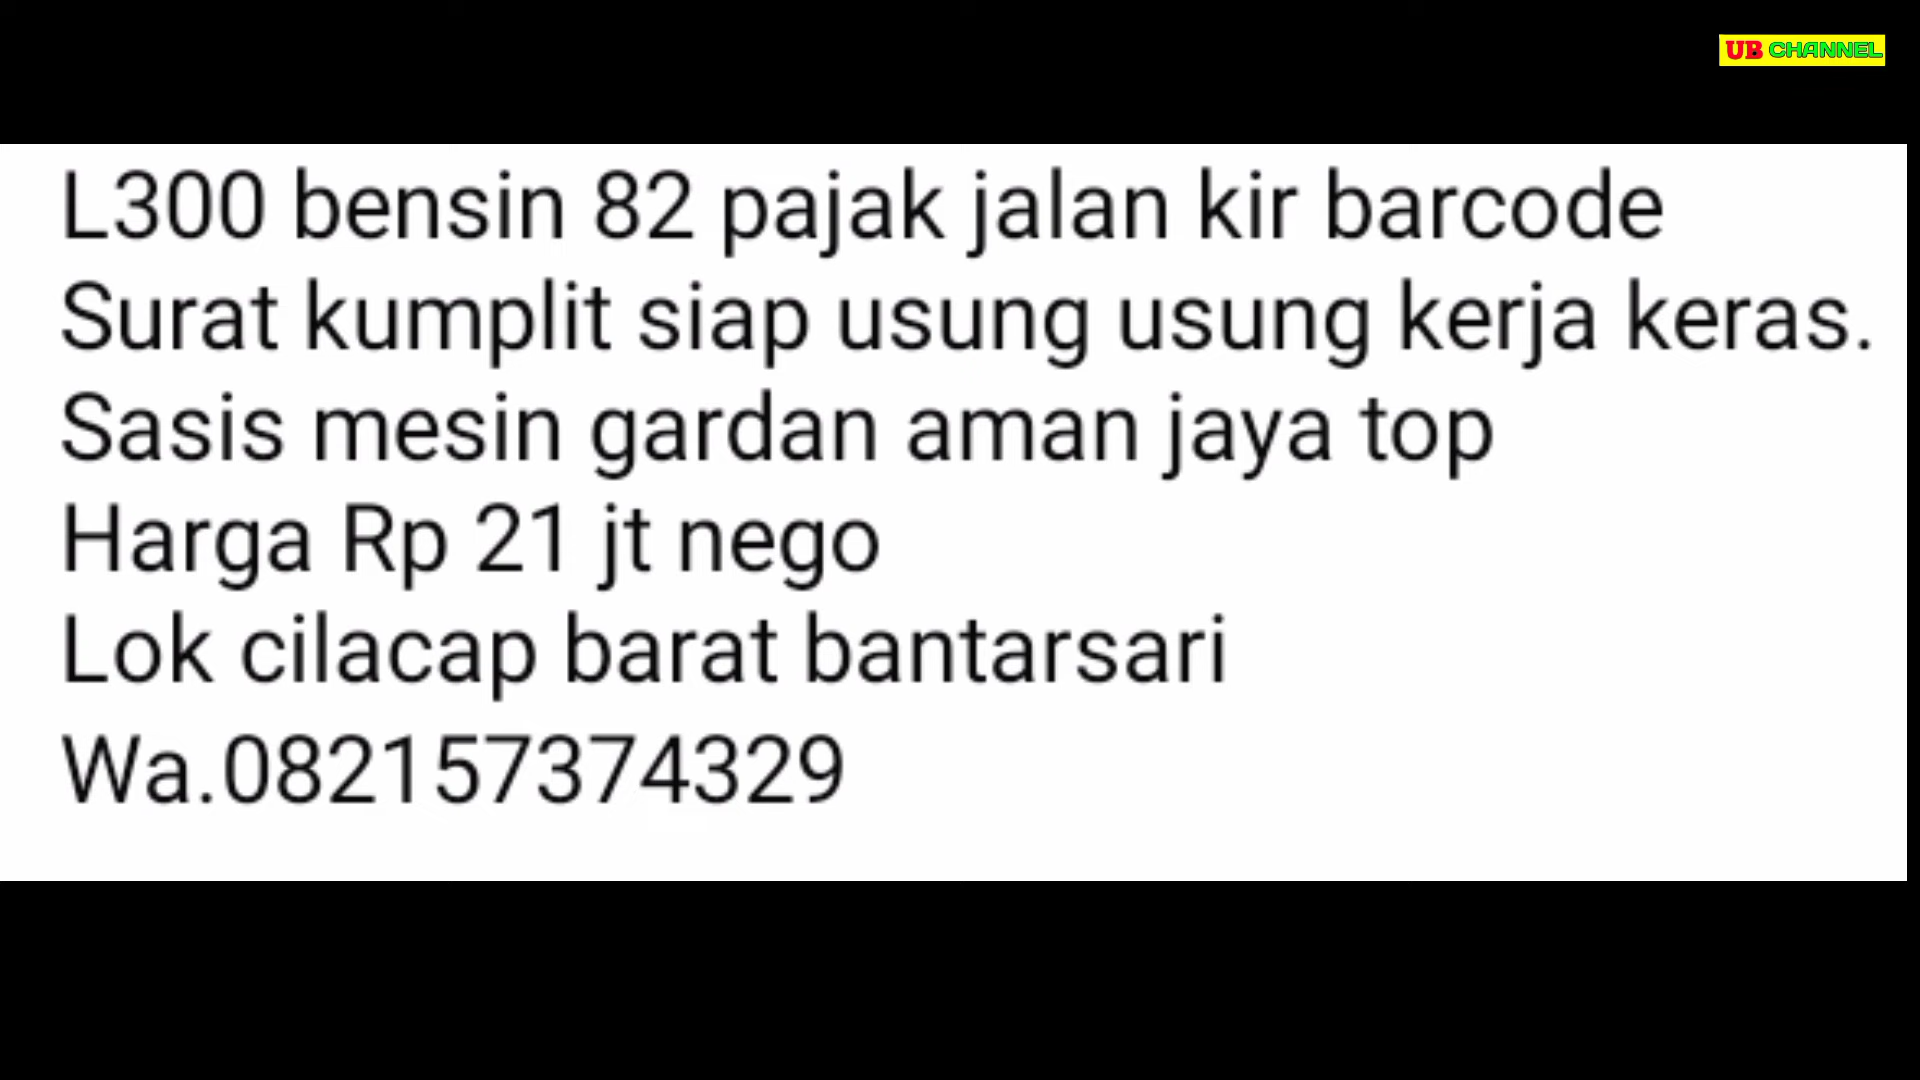 UB CHANNEL
L300 bensin 82 pajak jalan kir barcode
Surat kumplit siap usung usung kerja keras.
Sasis mesin gardan aman jaya top
Harga Rp 21 jt nego
Lok cilacap barat bantarsari
Wa.082157374329